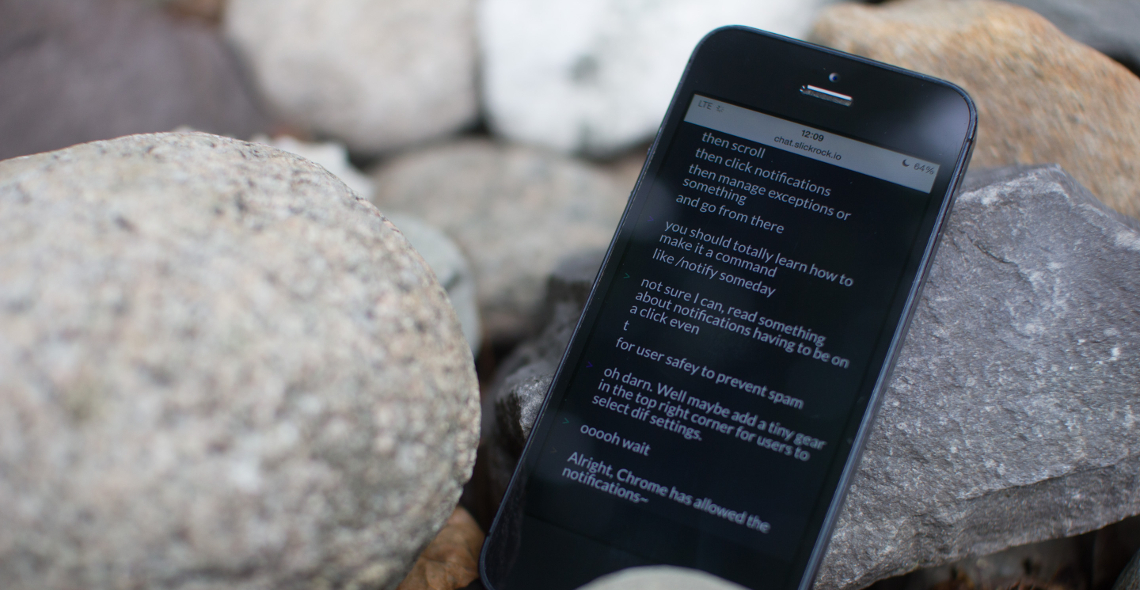 LTE
12:09
64%
chat.slickrock.io
then scroll
then click notifications
then manage exceptions or
something
and go from there
you should totally learn how to
make it a command
like /notify someday
> not sure I can, read something
about notifications having to be on
a click even
t
for user safey to prevent spam
> oh darn. Well maybe add a tiny gear
in the top right corner for users to
select dif settings.
> ooooh wait
Alright. Chrome has allowed the
notifications~